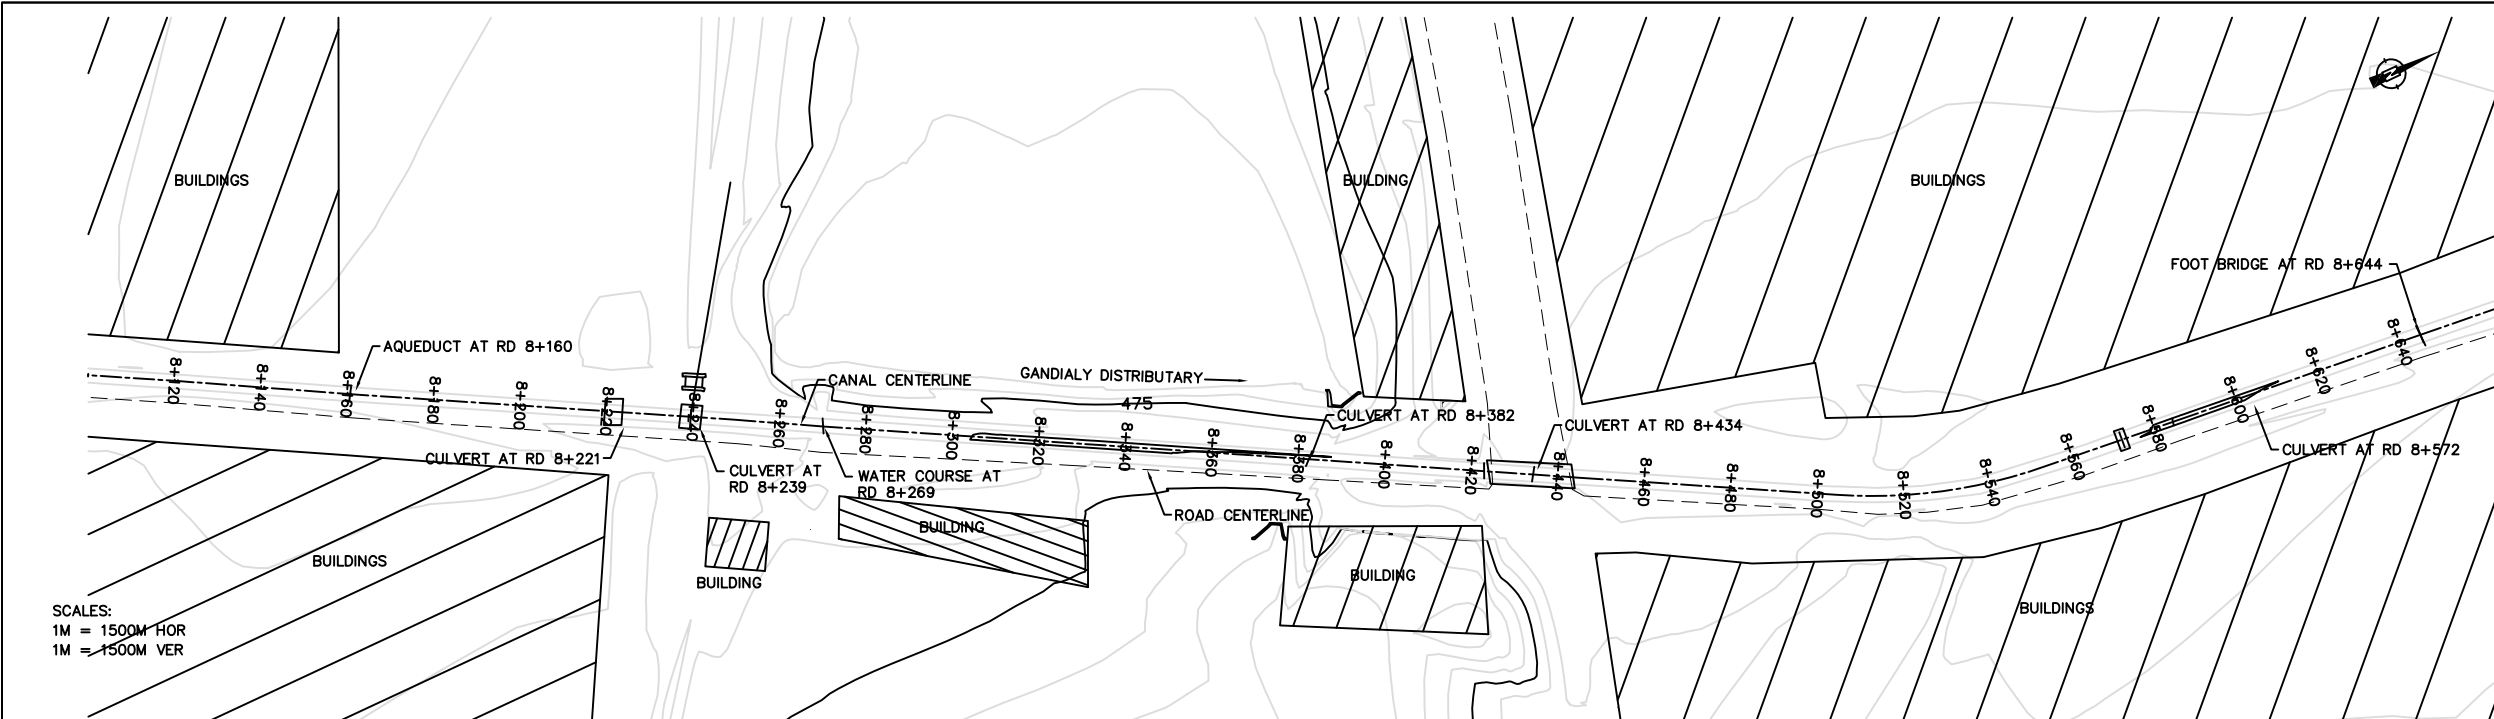 BUILDINGS
BUILDING
BUILDINGS
FOOT BRIDGE AT RD 8+644
AQUEDUCT AT RD 8+160
CANAL CENTERLINE
GANDIALY DISTRIBUTARY
475
CULVERT AT RD 8+382
CULVERT AT RD 8+434
CULVERT AT RD 8+572
CULVERT AT RD 8+221
CULVERT AT
RD 8+239
WATER COURSE AT
RD 8+269
ROAD CENTERLINE
8+120
8+140
8+160
8+180
8+200
8+220
8+240
8+260
8+280
8+300
8+320
8+340
8+360
8+380
8+400
8+420
8+440
8+460
8+480
8+500
8+520
8+540
8+560
8+580
8+600
8+620
8+640
BUILDING
BUILDINGS
BUILDING
BUILDING
BUILDINGS
SCALES:
1M = 1500M HOR
1M = 1500M VER